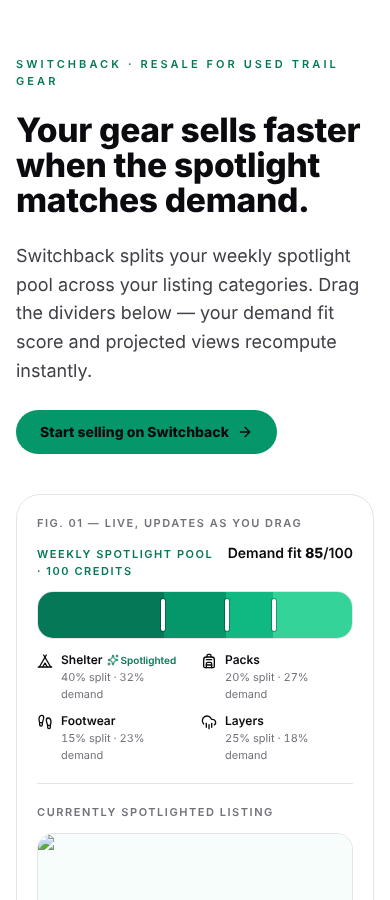 SWITCHBACK · RESALE FOR USED TRAIL
GEAR
Your gear sells faster
when the spotlight
matches demand.
Switchback splits your weekly spotlight
pool across your listing categories. Drag
the dividers below — your demand fit
score and projected views recompute
instantly.
Start selling on Switchback →
FIG. 01 — LIVE, UPDATES AS YOU DRAG
WEEKLY SPOTLIGHT POOL
· 100 CREDITS
Demand fit 85/100
Shelter Spotlighted
40% split · 32%
demand
Packs
20% split · 27%
demand
Footwear
15% split · 23%
demand
Layers
25% split · 18%
demand
CURRENTLY SPOTLIGHTED LISTING